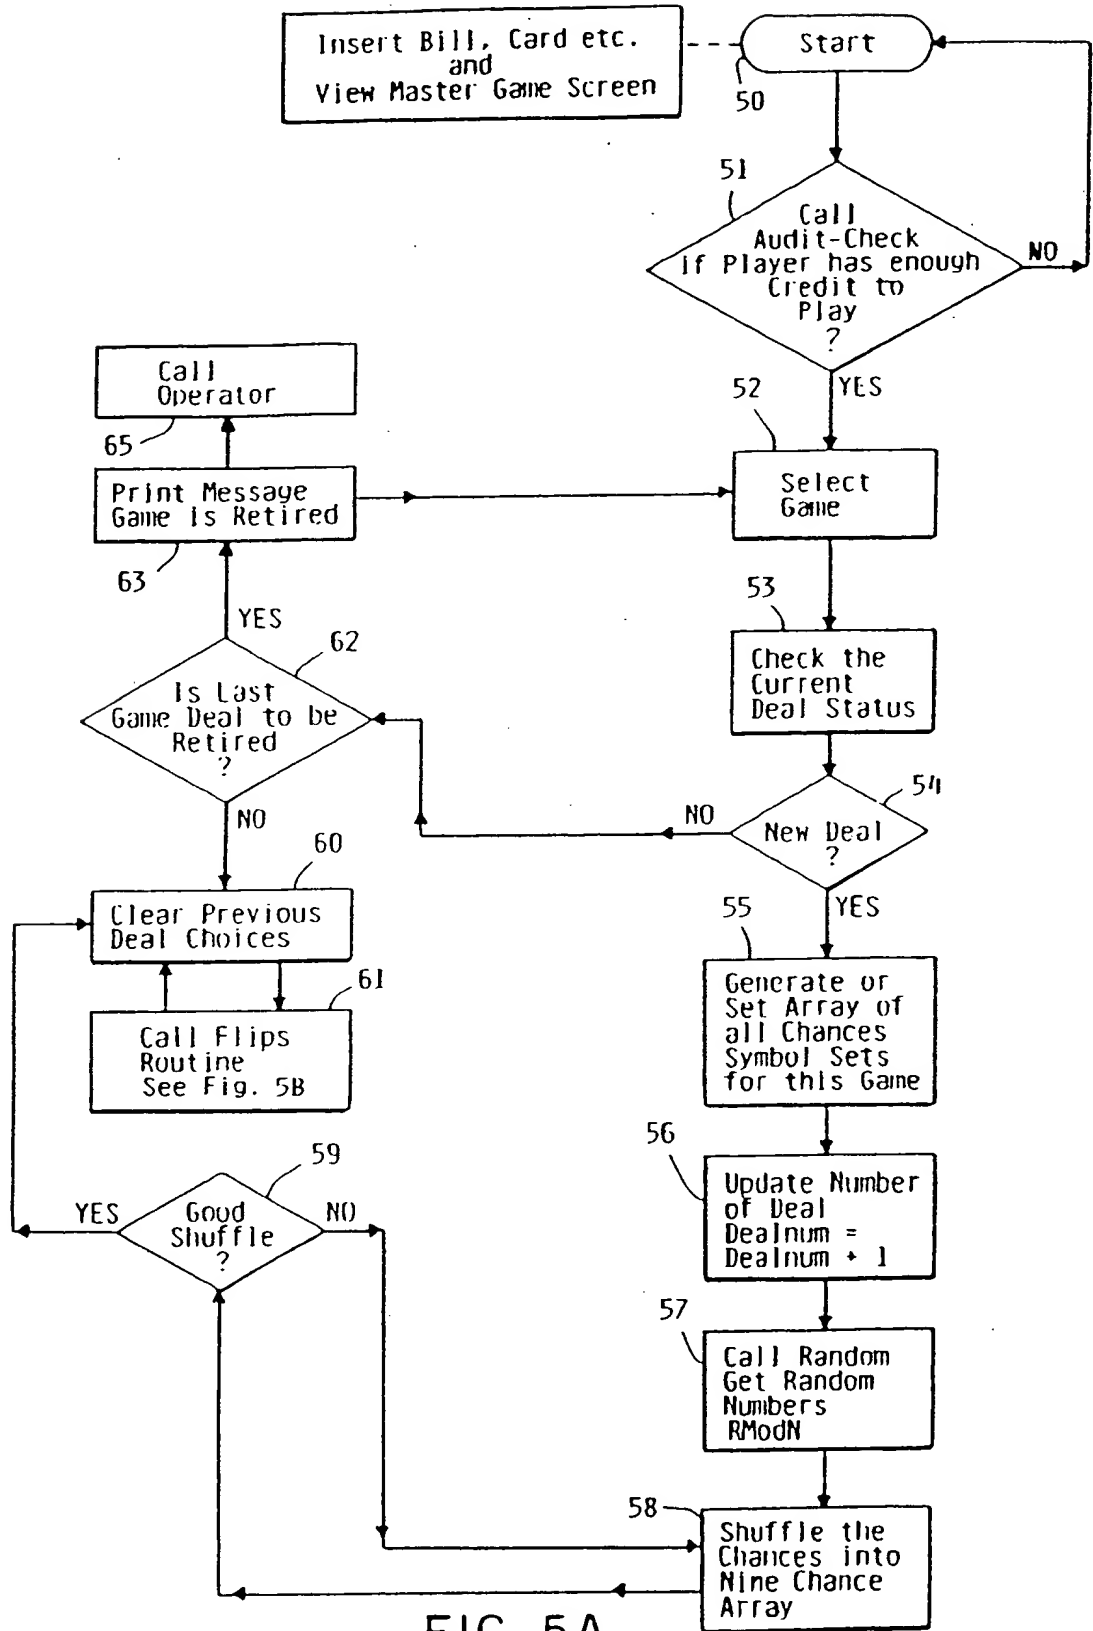 Insert Bill, Card etc.
and
View Master Game Screen
Start
50
51
Call
Audit-Check
if Player has enough
Credit to
Play
?
NO
YES
52
Select
Game
Call
Operator
65
Print Message
Game is Retired
63
YES
53
Check the
Current
Deal Status
62
Is Last
Game Deal to be
Retired
?
NO
54
New Deal
?
NO
YES
60
Clear Previous
Deal Choices
61
Call Flips
Routine
See Fig. 5B
55
Generate or
Set Array of
all Chances
Symbol Sets
for this Game
56
Update Number
of Deal
Dealnum =
Dealnum + 1
59
Good
Shuffle
?
YES
NO
57
Call Random
Get Random
Numbers
RModN
58
Shuffle the
Chances into
Nine Chance
Array
FIG. 5A